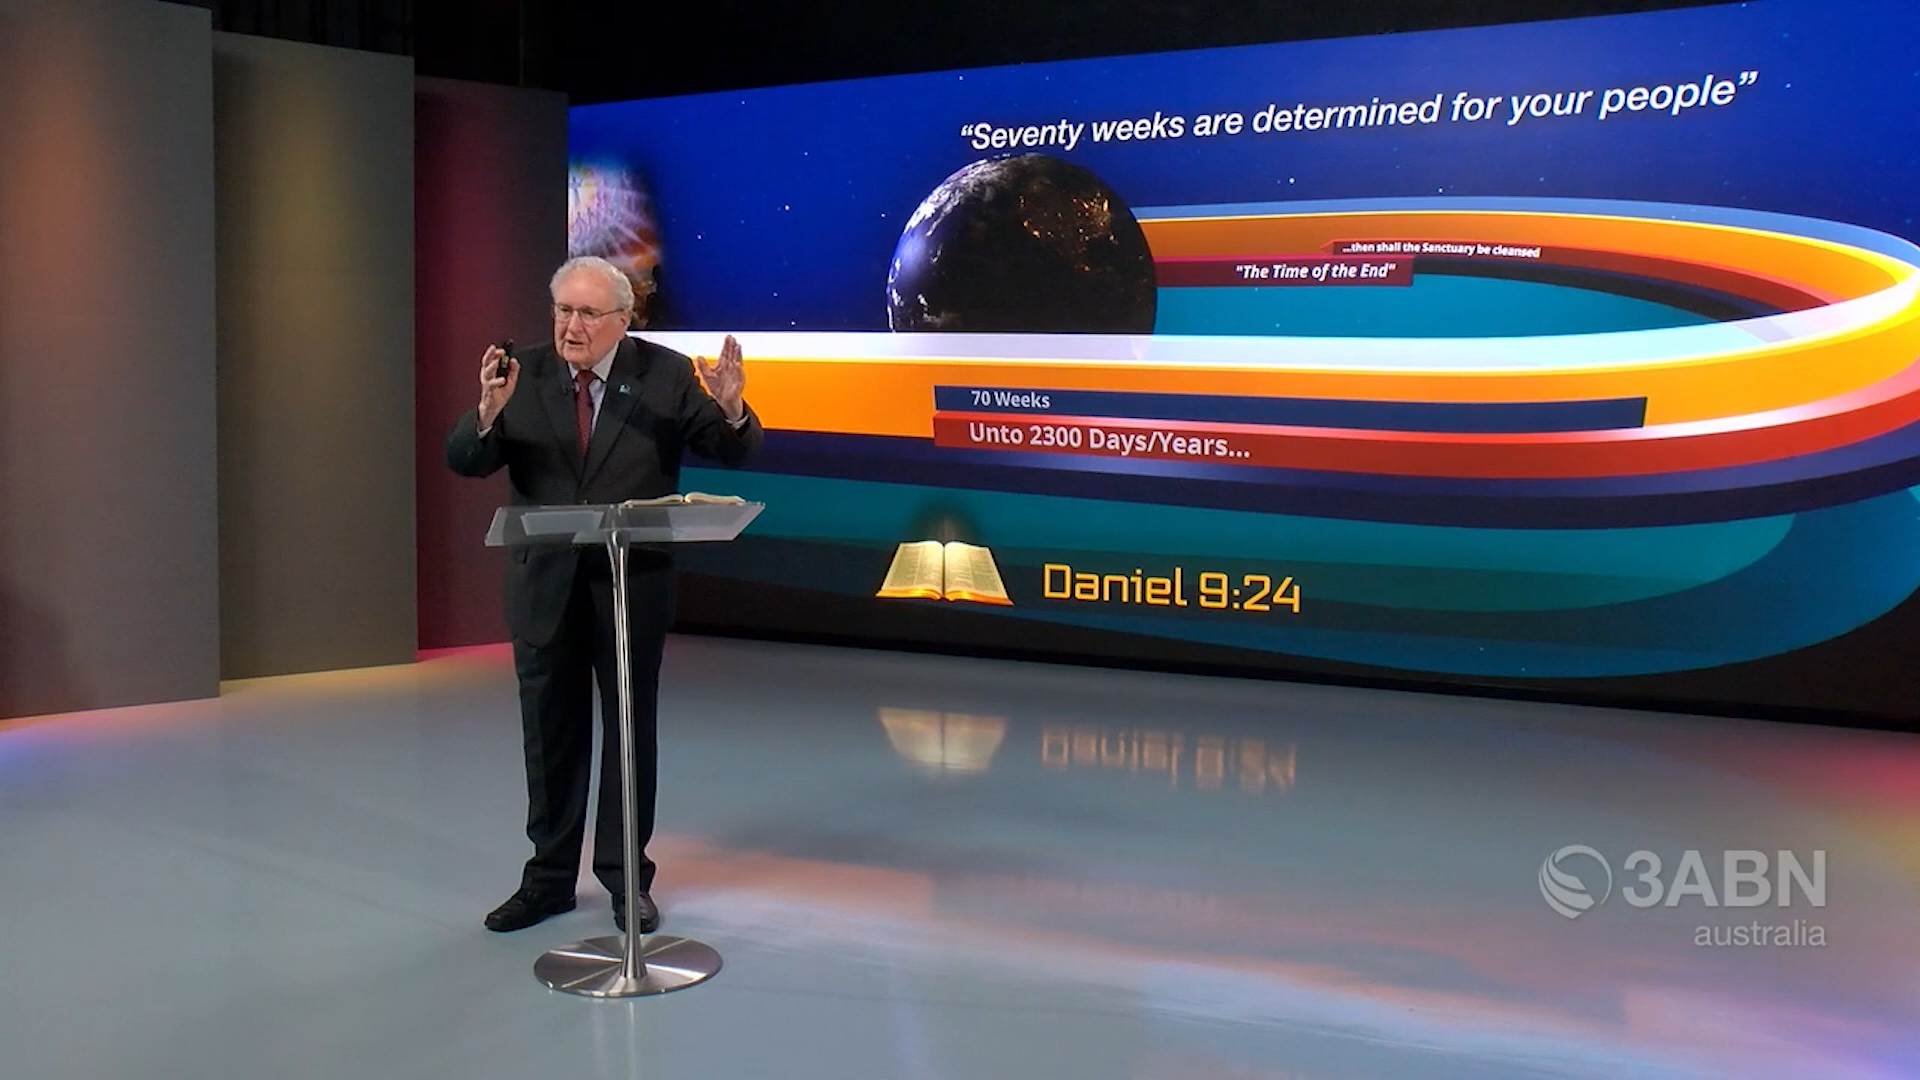 “Seventy weeks are determined for your people”
...then shall the Sanctuary be cleansed
"The Time of the End"
70 Weeks
Unto 2300 Days/Years...
Daniel 9:24
3ABN
australia